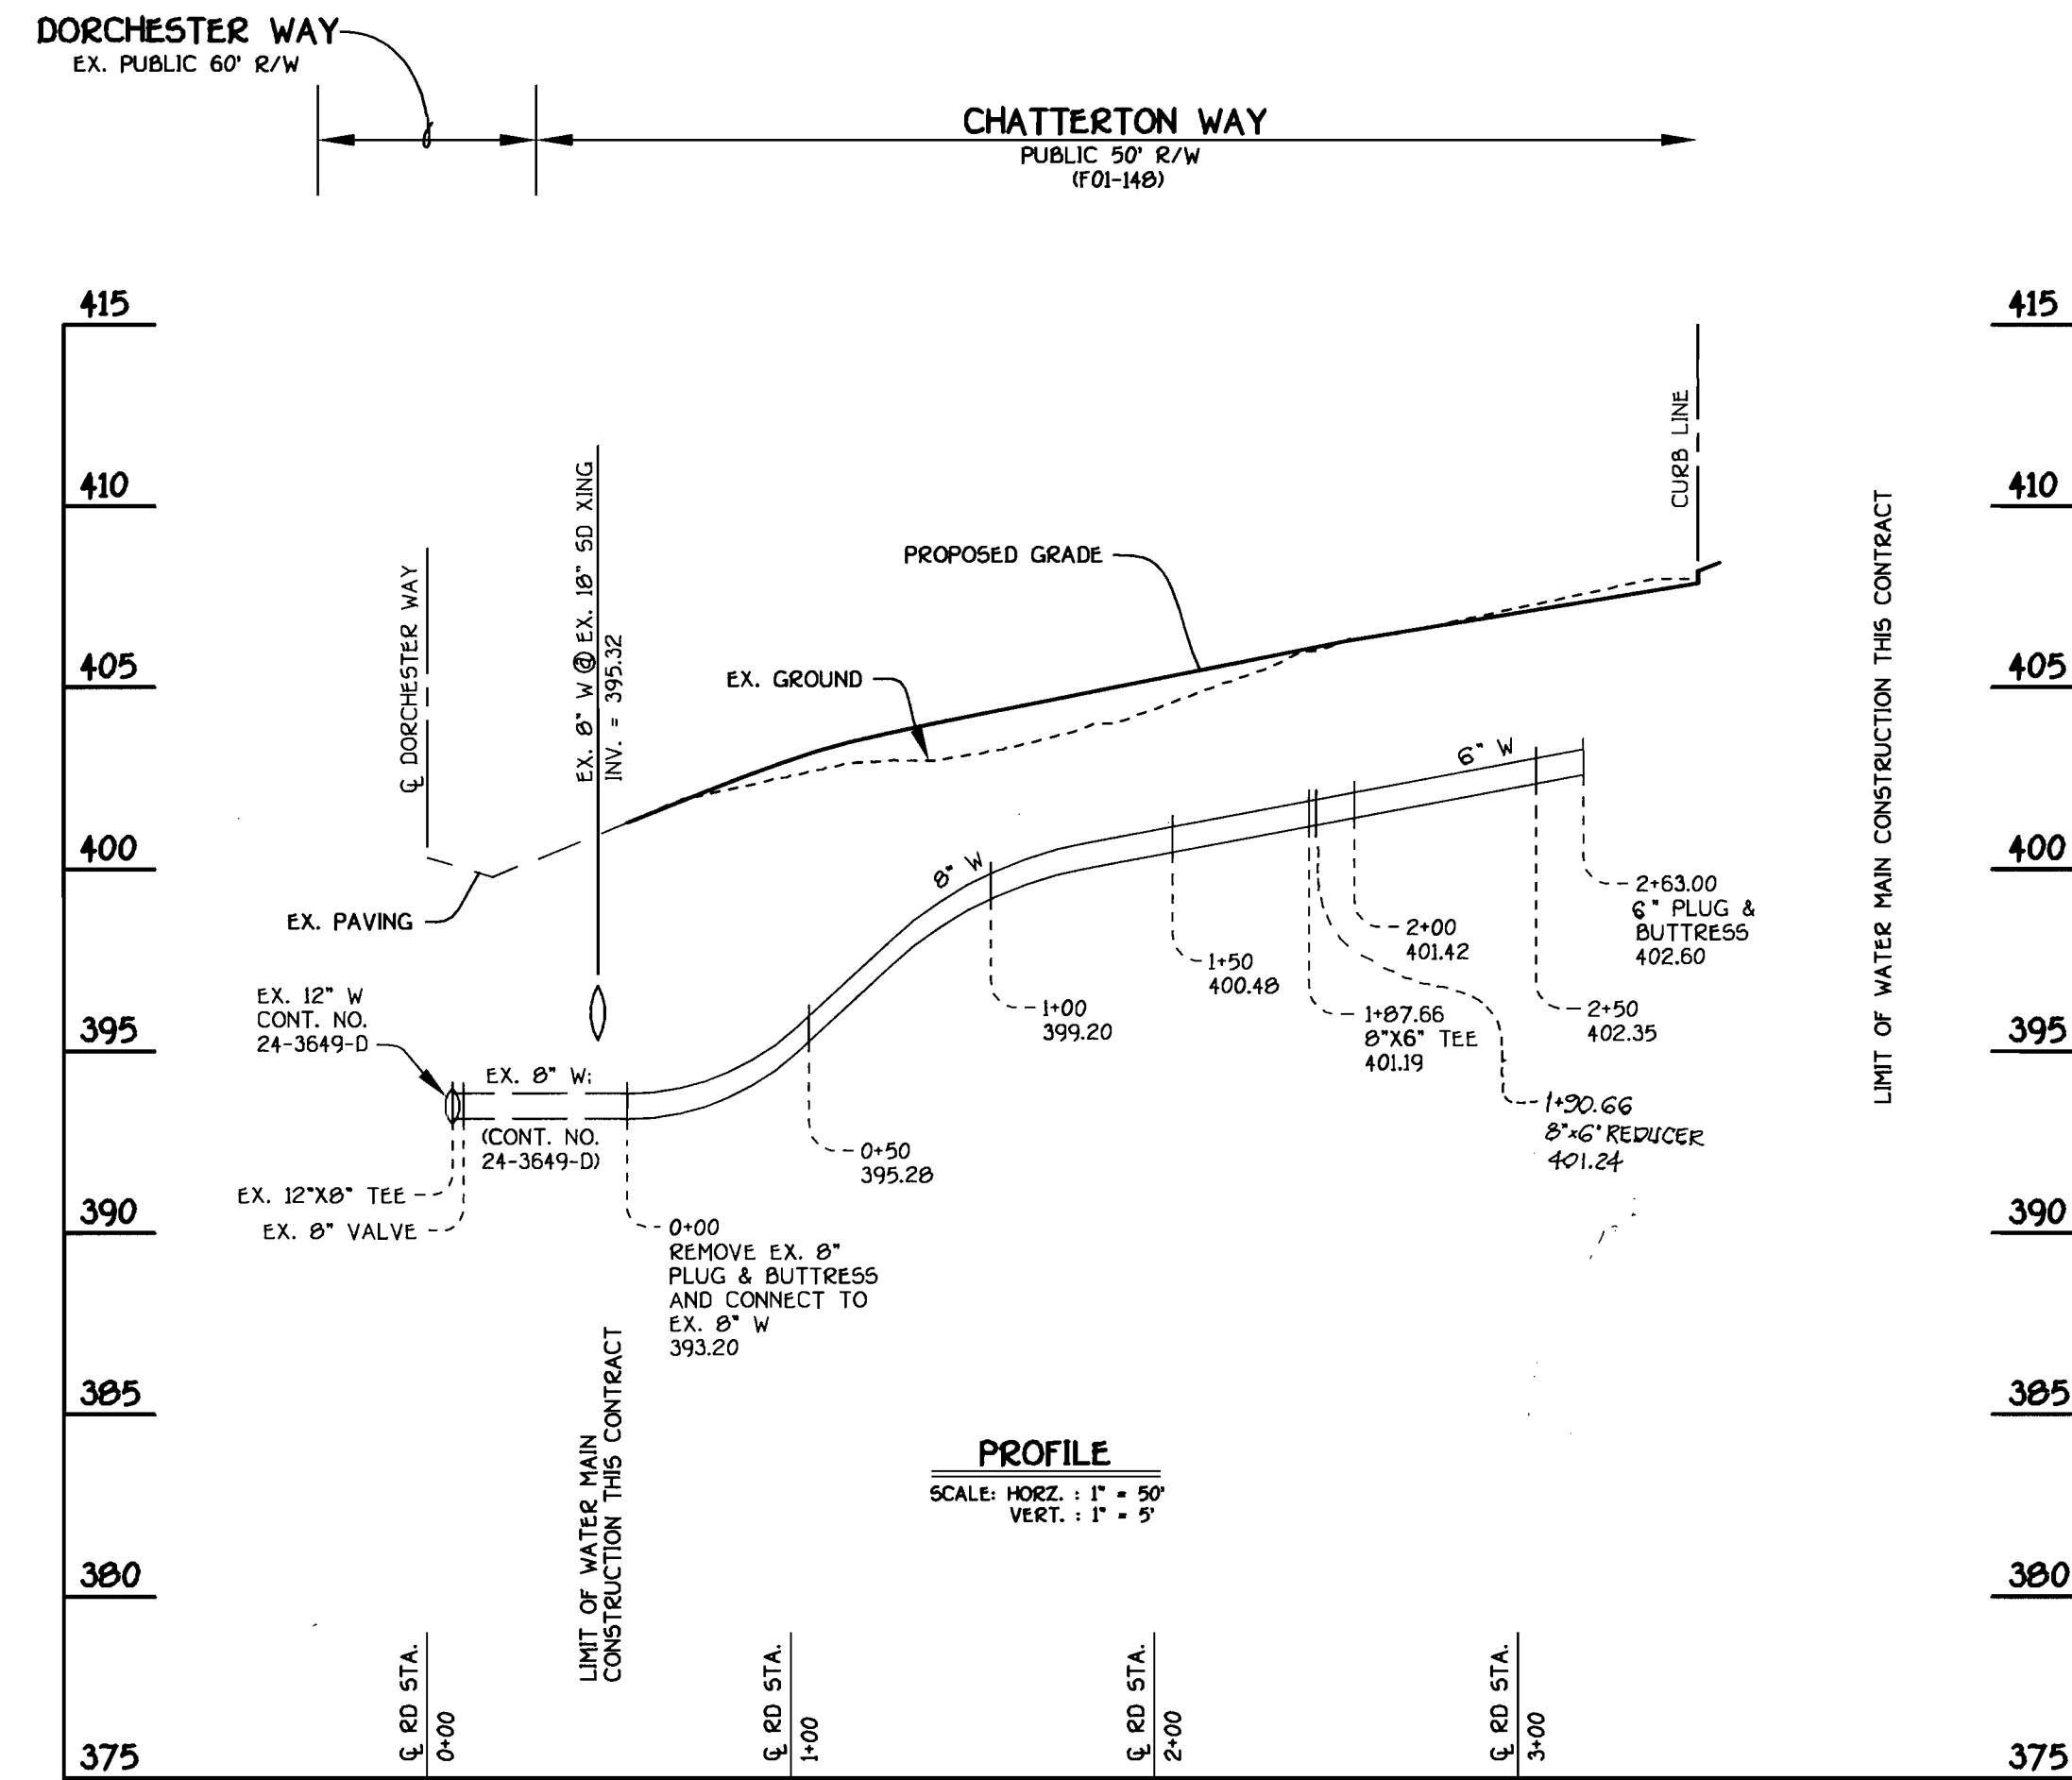 DORCHESTER WAY
EX. PUBLIC 60' R/W
CHATTERTON WAY
PUBLIC 50' R/W
(F01-148)
415
415
410
410
405
405
400
400
395
395
390
390
385
385
380
380
375
375
℄ DORCHESTER WAY
EX. 8" W @ EX. 18" SD XING
INV. = 395.32
CURB LINE
LIMIT OF WATER MAIN CONSTRUCTION THIS CONTRACT
PROPOSED GRADE
EX. GROUND
EX. PAVING
6" W
8" W
EX. 12" W
CONT. NO.
24-3649-D
EX. 8" W
(CONT. NO.
24-3649-D)
EX. 12"X8" TEE
EX. 8" VALVE
0+00
REMOVE EX. 8"
PLUG & BUTTRESS
AND CONNECT TO
EX. 8" W
393.20
0+50
395.28
1+00
399.20
1+50
400.48
1+87.66
8"X6" TEE
401.19
1+90.66
8"x6" REDUCER
401.24
2+00
401.42
2+50
402.35
2+63.00
6" PLUG &
BUTTRESS
402.60
LIMIT OF WATER MAIN
CONSTRUCTION THIS CONTRACT
PROFILE
SCALE: HORZ. : 1" = 50'
VERT. : 1" = 5'
℄ RD STA.
0+00
℄ RD STA.
1+00
℄ RD STA.
2+00
℄ RD STA.
3+00